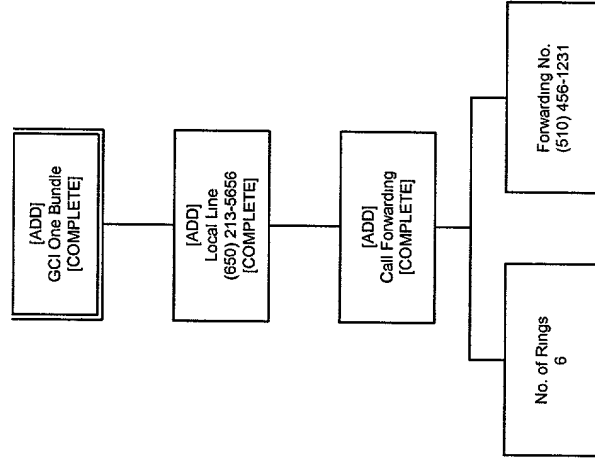 [ADD]
GCI One Bundle
[COMPLETE]
[ADD]
Local Line
(650) 213-5656
[COMPLETE]
[ADD]
Call Forwarding
[COMPLETE]
No. of Rings
6
Forwarding No.
(510) 456-1231